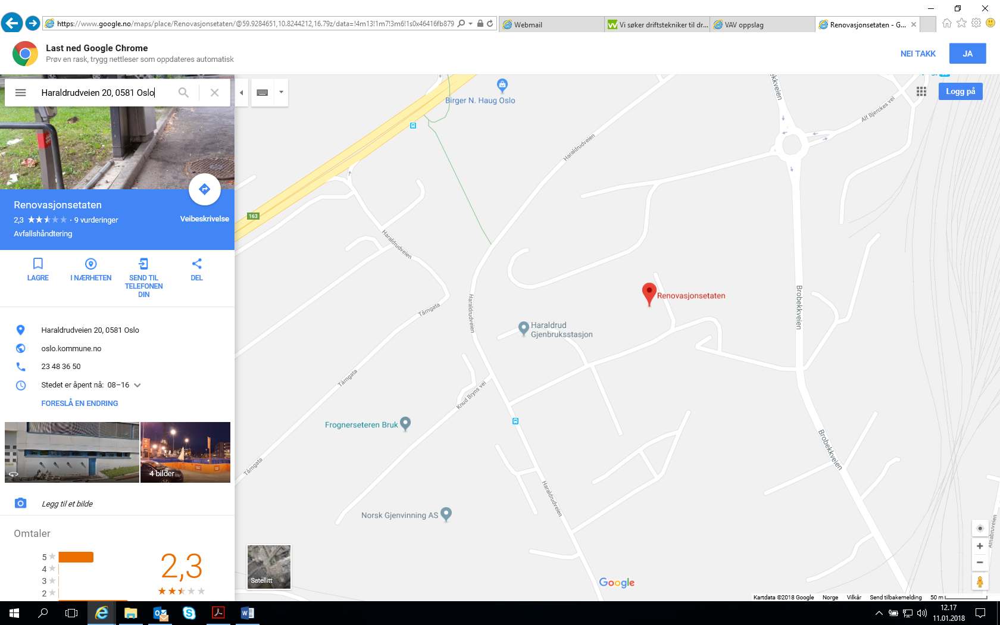 https://www.google.no/maps/place/Renovasjonsetaten/@59.9284651,10.8244212,16.79z/data=!4m13!1m7!3m6!1s0x46416fb879
Webmail
Vi søker driftstekniker til dr...
VAV oppslag
Renovasjonsetaten - G...
Last ned Google Chrome
Prøv en rask, trygg nettleser som oppdateres automatisk
NEI TAKK
JA
Haraldrudveien 20, 0581 Oslo
Logg på
Renovasjonsetaten
2,3 · 9 vurderinger
Avfallshåndtering
Veibeskrivelse
LAGRE
I NÆRHETEN
SEND TIL
TELEFONEN
DIN
DEL
Haraldrudveien 20, 0581 Oslo
oslo.kommune.no
23 48 36 50
Stedet er åpent nå: 08–16
FORESLÅ EN ENDRING
4 bilder
Legg til et bilde
Omtaler
5
4
3
2
2,3
Birger N. Haug Oslo
163
Haraldrudveien
Haraldrudveien
Haraldrudveien
Haraldrudveien
Brobekkveien
Brobekkveien
Alf Bjerckes vei
Tårngata
Tårngata
Tårngata
Knud Bryns vei
Renovasjonsetaten
Haraldrud
Gjenbruksstasjon
Frognerseteren Bruk
Norsk Gjenvinning AS
Alnabruveien
Satellitt
Google
Kartdata ©2018 Google Norge Vilkår Send tilbakemelding 50 m
12.17
11.01.2018